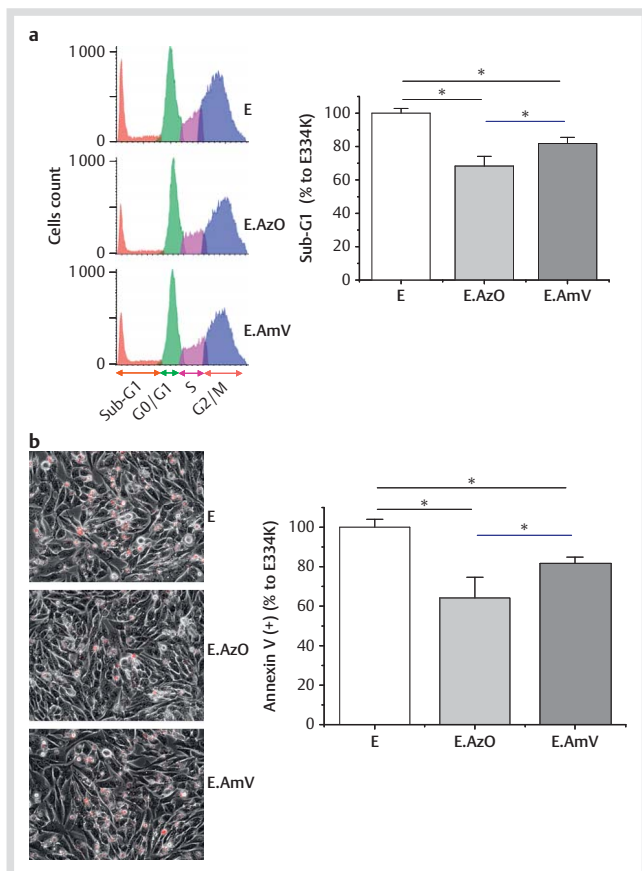 a
1000
0
E
1000
0
E.AzO
1000
0
E.AmV
Cells count
Sub-G1
G0/G1
S
G2/M
*
*
*
Sub-G1 (% to E334K)
100
80
60
40
20
0
E
E.AzO
E.AmV
b
E
E.AzO
E.AmV
*
*
*
Annexin V (+) (% to E334K)
100
80
60
40
20
0
E
E.AzO
E.AmV